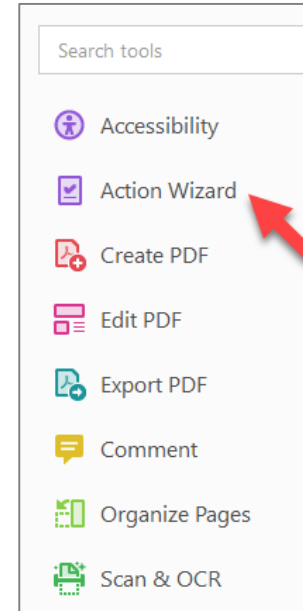 Search tools
Accessibility
Action Wizard
Create PDF
Edit PDF
Export PDF
Comment
Organize Pages
Scan & OCR